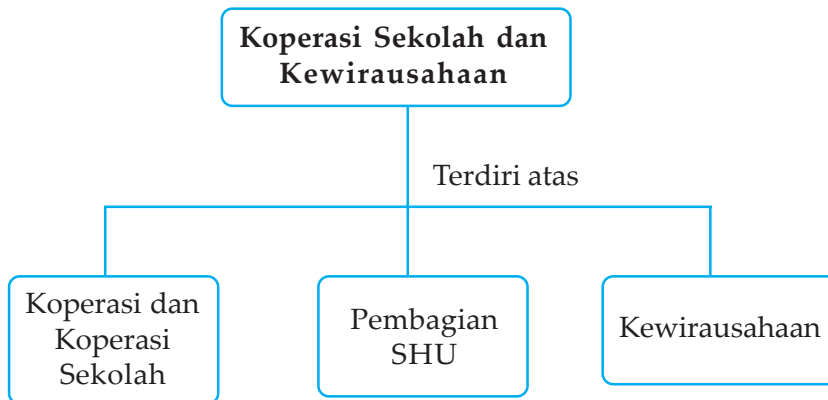 Koperasi Sekolah dan
Kewirausahaan
Terdiri atas
Koperasi dan
Koperasi
Sekolah
Pembagian
SHU
Kewirausahaan